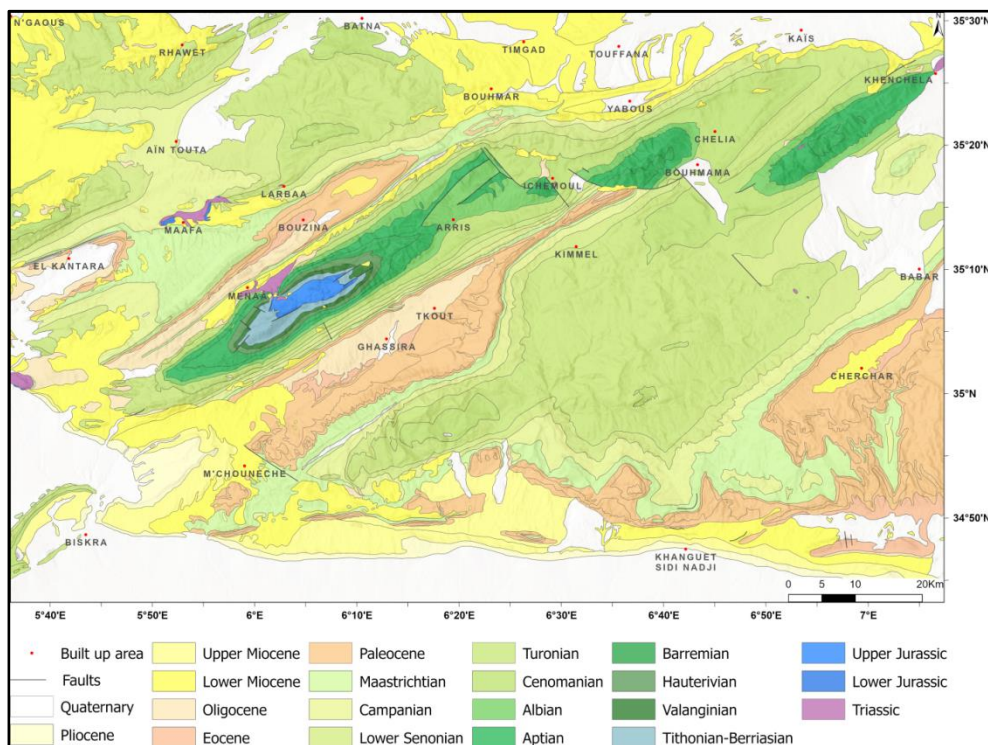 N'GAOUS
BATNA
RHAWET
TIMGAD
TOUFFANA
KAÏS
N
35°30'
KHENCHELA
BOUHMAR
YABOUS
CHELIA
AÏN TOUTA
35°20'
BOUHMAMA
ICHEMOUL
LARBAA
MAAFA
BOUZINA
ARRIS
KIMMEL
EL KANTARA
35°10'
BABAR
MENAA
TKOUT
GHASSIRA
CHERCHAR
35°N
M'CHOUNECHE
34°50'
BISKRA
KHANGUET
SIDI NADJI
0 5 10 20Km
5°40'E 5°50' 6°E 6°10' 6°20' 6°30' 6°40' 6°50' 7°E
Built up area
Faults
Quaternary
Pliocene
Upper Miocene
Lower Miocene
Oligocene
Eocene
Paleocene
Maastrichtian
Campanian
Lower Senonian
Turonian
Cenomanian
Albian
Aptian
Barremian
Hauterivian
Valanginian
Tithonian-Berriasian
Upper Jurassic
Lower Jurassic
Triassic